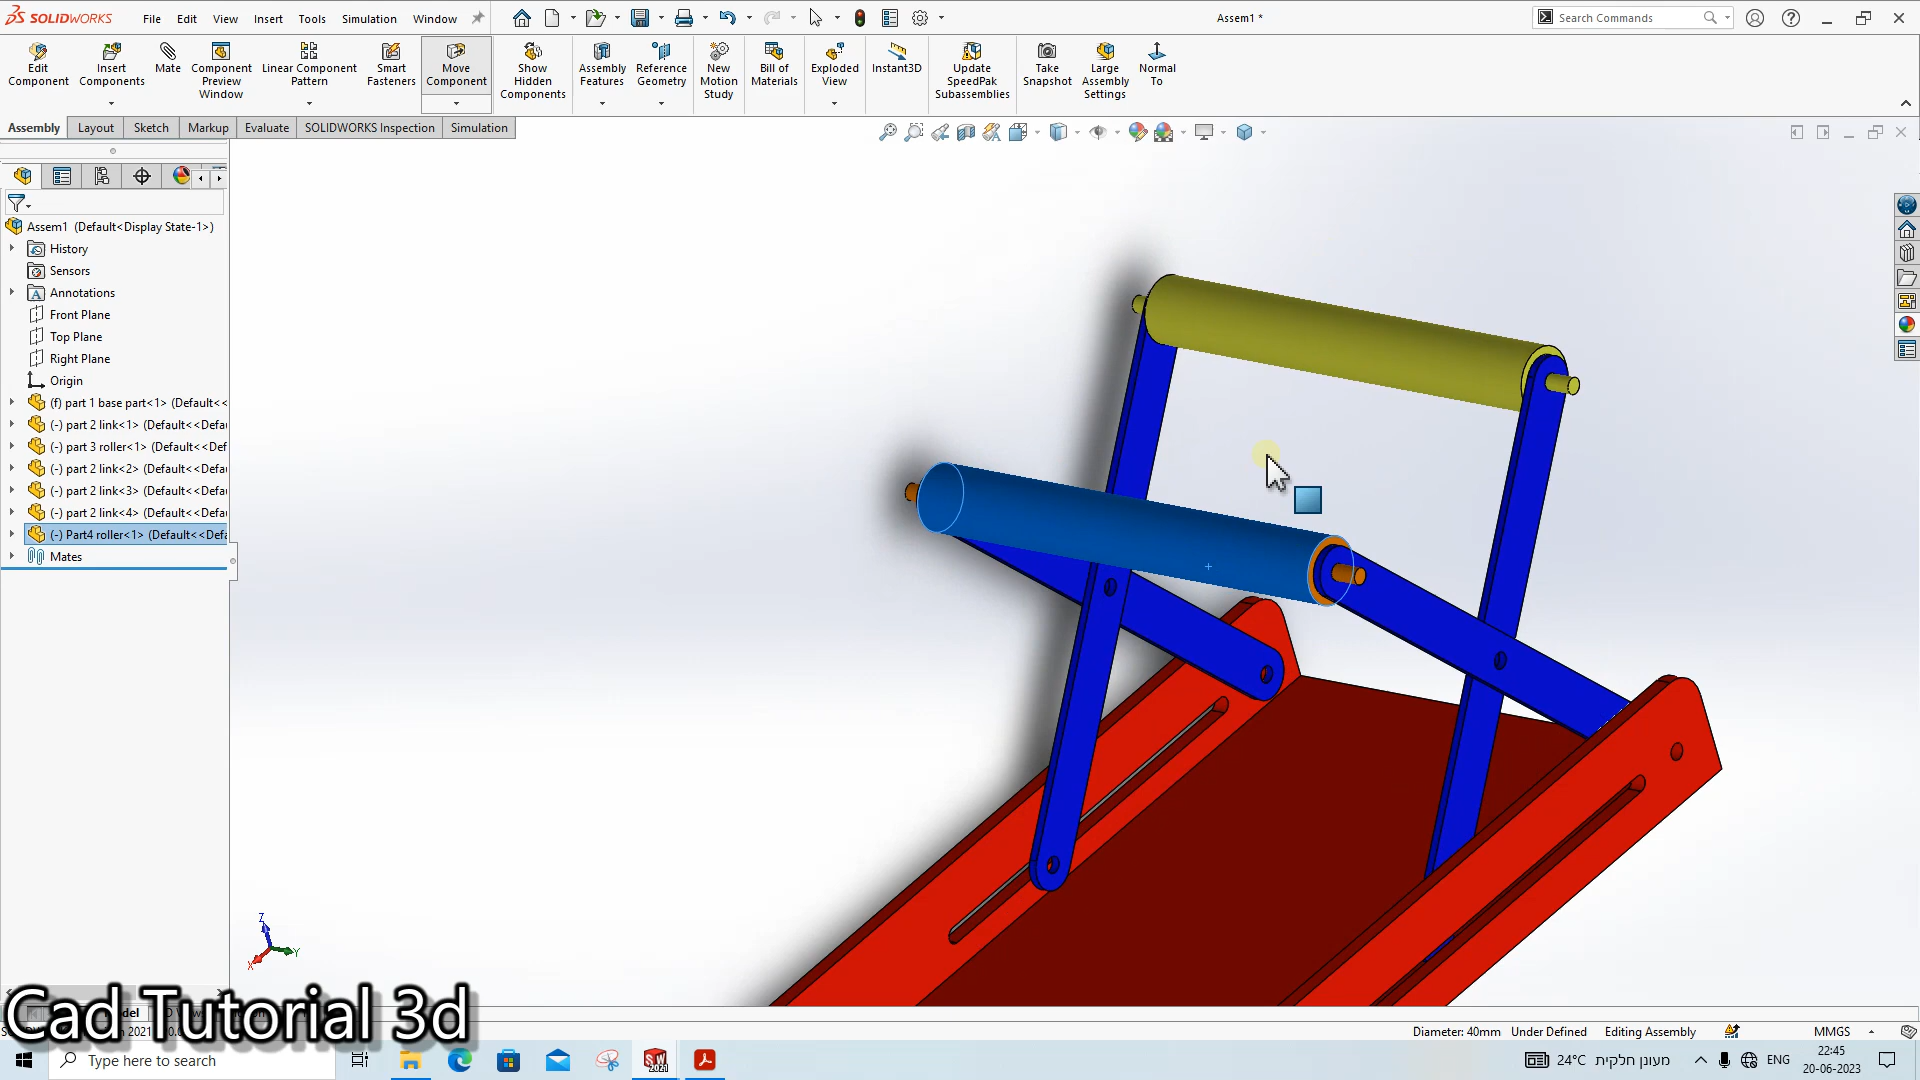 SOLIDWORKS
File Edit View Insert Tools Simulation Window
Assem1 *
Search Commands
Edit Component
Insert Components
Mate
Component Preview Window
Linear Component Pattern
Smart Fasteners
Move Component
Show Hidden Components
Assembly Features
Reference Geometry
New Motion Study
Bill of Materials
Exploded View
Instant3D
Update SpeedPak Subassemblies
Take Snapshot
Large Assembly Settings
Normal To
Assembly Layout Sketch Markup Evaluate SOLIDWORKS Inspection Simulation
Assem1 (Default<Display State-1>)
History
Sensors
Annotations
Front Plane
Top Plane
Right Plane
Origin
(f) part 1 base part<1> (Default<<
(-) part 2 link<1> (Default<<Defau
(-) part 3 roller<1> (Default<<Def
(-) part 2 link<2> (Default<<Defau
(-) part 2 link<3> (Default<<Defau
(-) part 2 link<4> (Default<<Defau
(-) Part4 roller<1> (Default<<Defa
Mates
Z
Y
X
Cad Tutorial 3d
Diameter: 40mm Under Defined Editing Assembly MMGS
Type here to search
SW 2021
24°C מעונן חלקית
ENG
22:45
20-06-2023